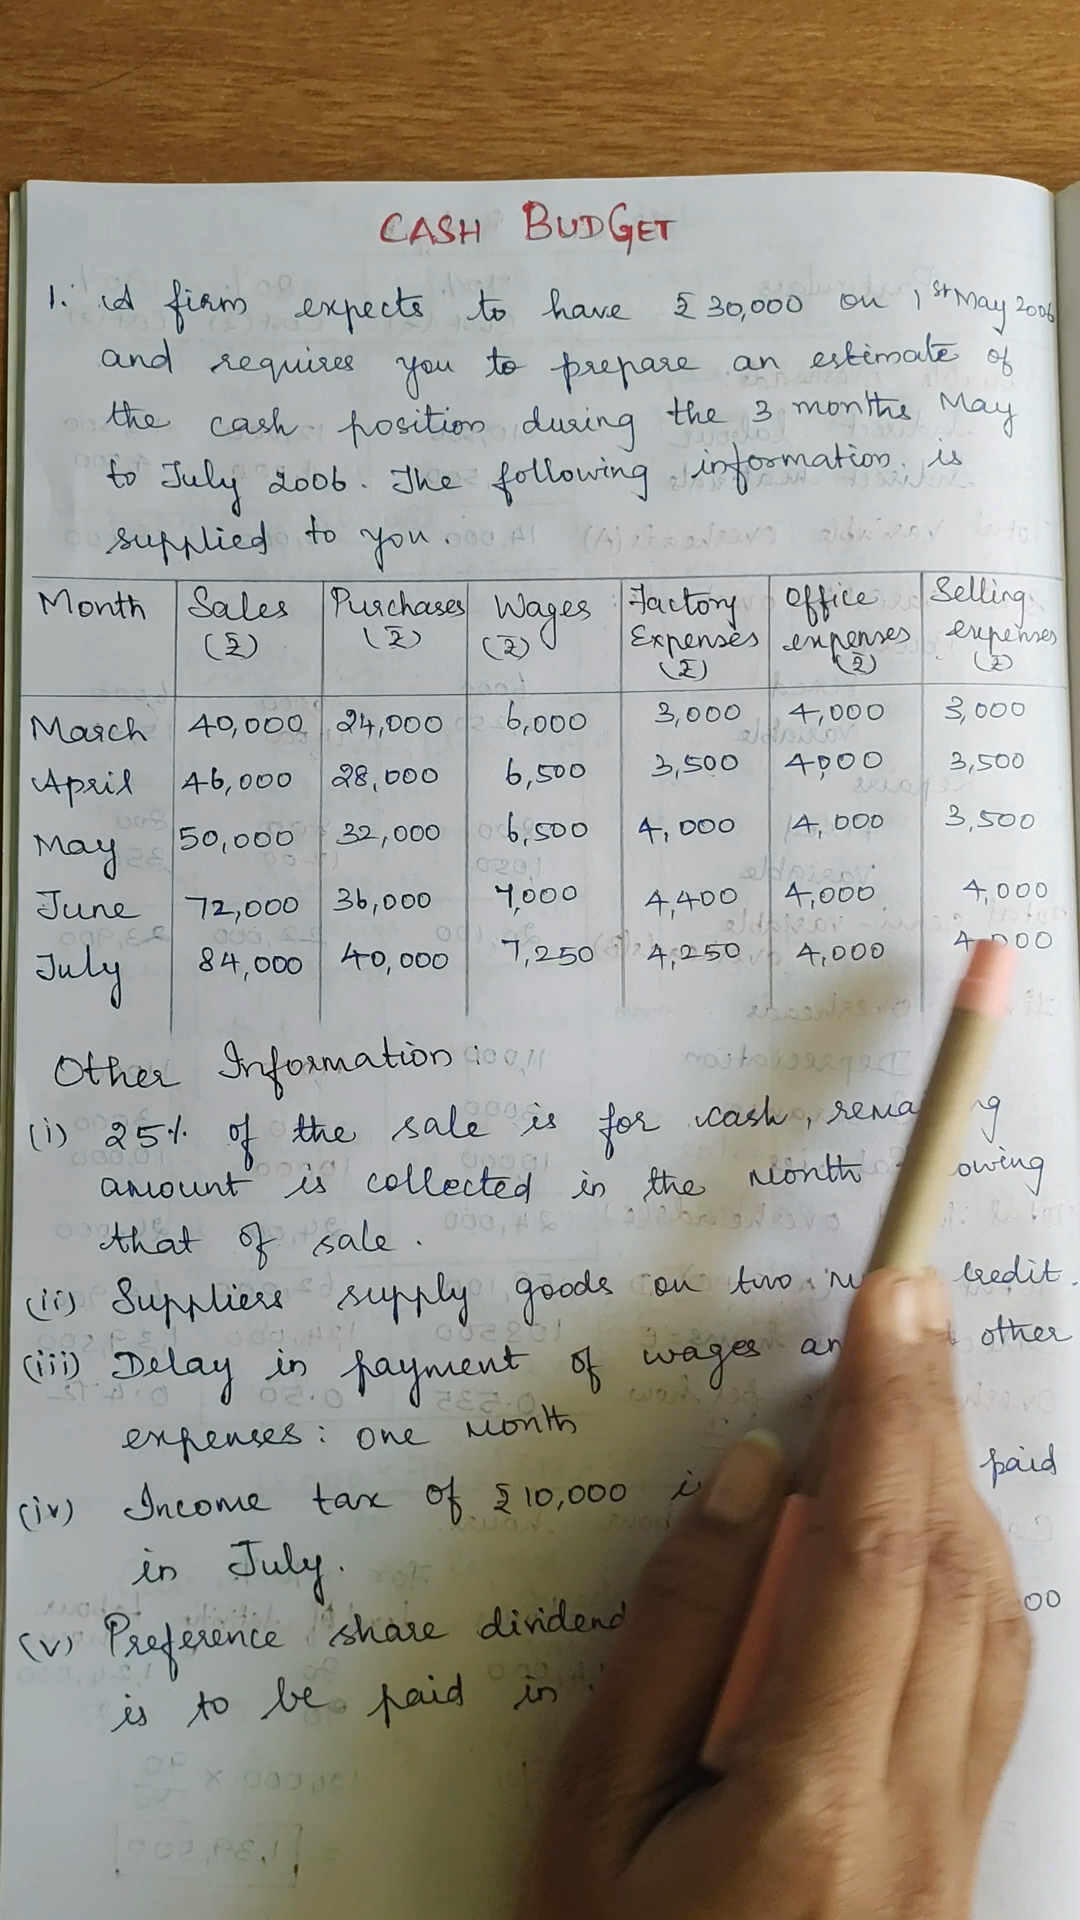 CASH BUDGET
1. A firm expects to have ₹30,000 on 1st May 2006
and requires you to prepare an estimate of
the cash position during the 3 months May
to July 2006. The following information is
supplied to you.
Month Sales (₹) Purchases (₹) Wages (₹) Factory Expenses (₹) Office expenses (₹) Selling expenses (₹)
March 40,000 24,000 6,000 3,000 4,000 3,000
April 46,000 28,000 6,500 3,500 4000 3,500
May 50,000 32,000 6,500 4,000 4,000 3,500
June 72,000 36,000 7,000 4,400 4,000 4,000
July 84,000 40,000 7,250 4,250 4,000 4,000
Other Information:
(i) 25% of the sale is for cash, remaining
amount is collected in the month owing
that of sale.
(ii) Suppliers supply goods on two credit.
(iii) Delay in payment of wages other
expenses: one month
(iv) Income tax of ₹10,000 paid
in July.
(v) Preference share dividend 00
is to be paid in